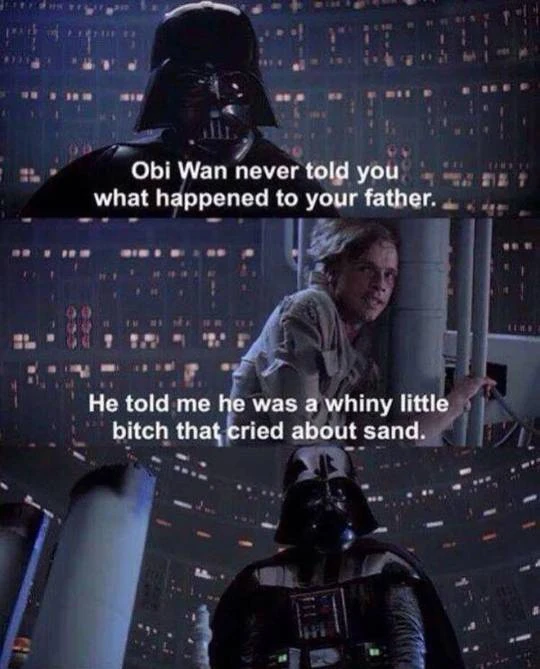 Obi Wan never told you
what happened to your father.
He told me he was a whiny little
bitch that cried about sand.